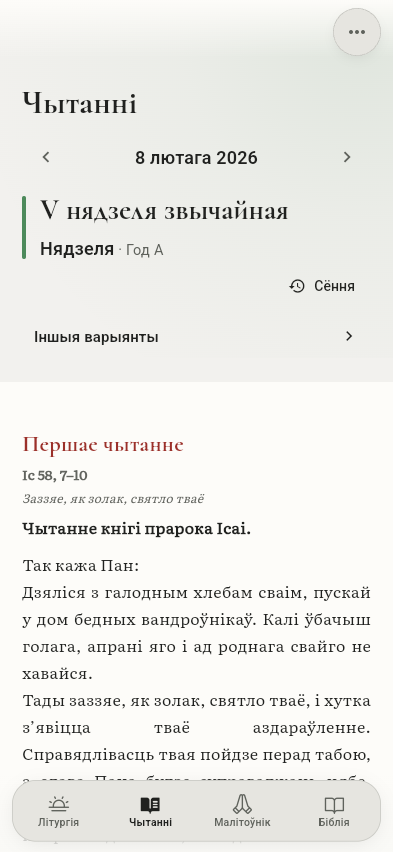 Чытанні
8 лютага 2026
V нядзеля звычайная
Нядзеля · Год A
Сёння
Іншыя варыянты
Першае чытанне
Іс 58, 7–10
Заззяе, як золак, святло тваё
Чытанне кнігі прарока Ісаі.
Так кажа Пан:
Дзяліся з галодным хлебам сваім, пускай
у дом бедных вандроўнікаў. Калі ўбачыш
голага, апрані яго і ад роднага свайго не
хавайся.
Тады заззяе, як золак, святло тваё, і хутка
з’явіцца тваё аздараўленне.
Справядлівасць твая пойдзе перад табою,
Літургія
Чытанні
Малітоўнік
Біблія